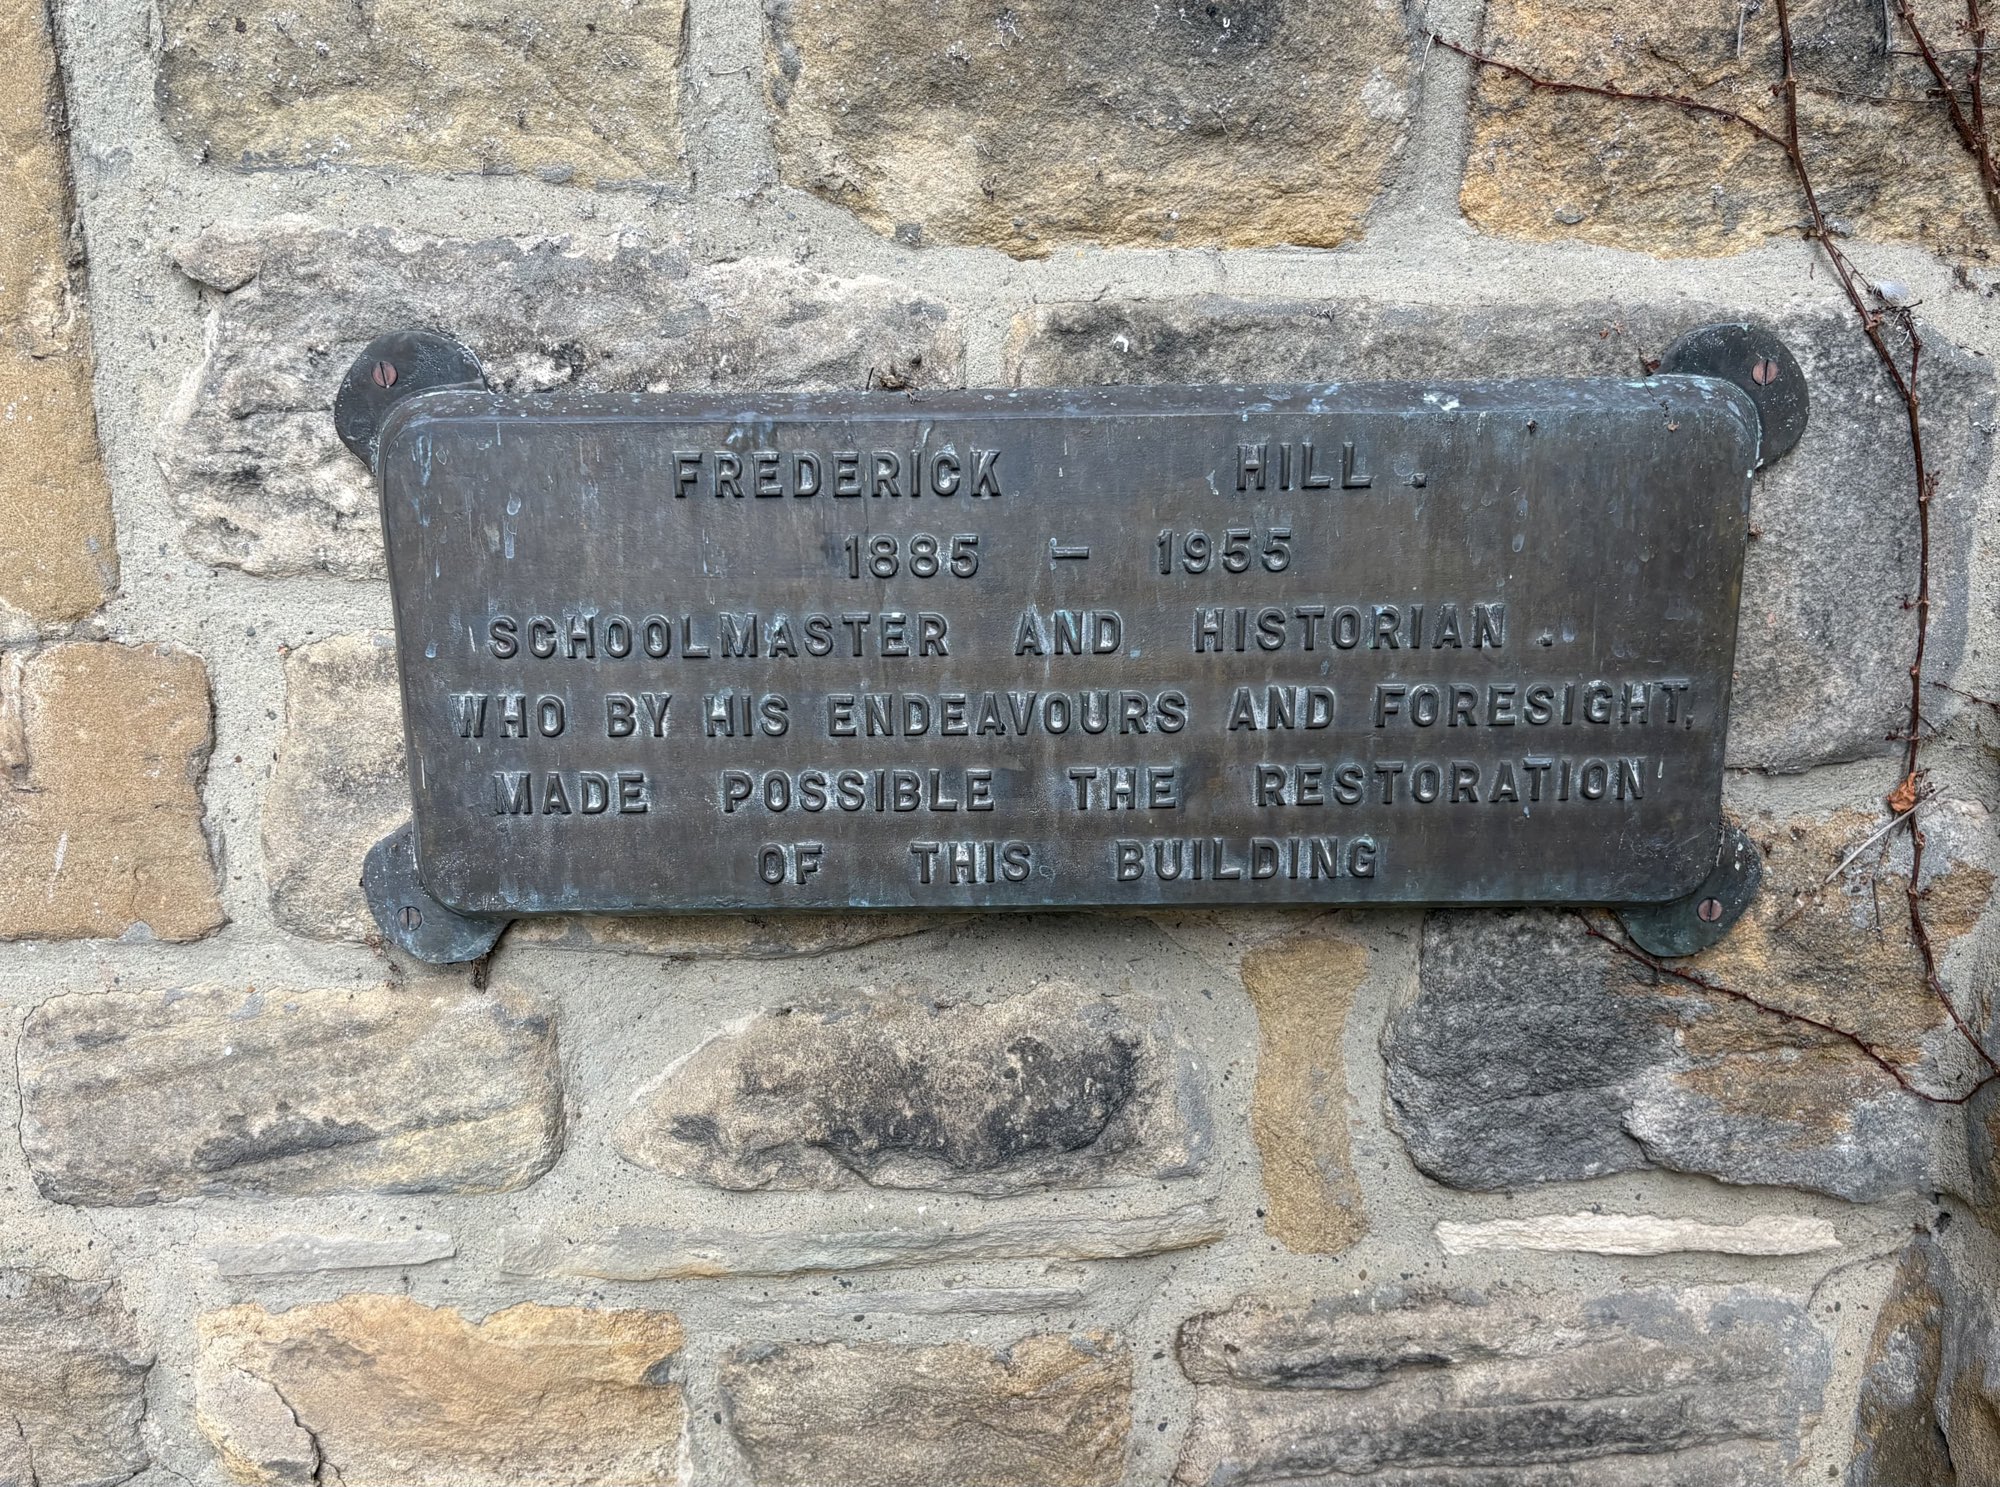 FREDERICK HILL.
1885 - 1955
SCHOOLMASTER AND HISTORIAN.
WHO BY HIS ENDEAVOURS AND FORESIGHT,
MADE POSSIBLE THE RESTORATION
OF THIS BUILDING